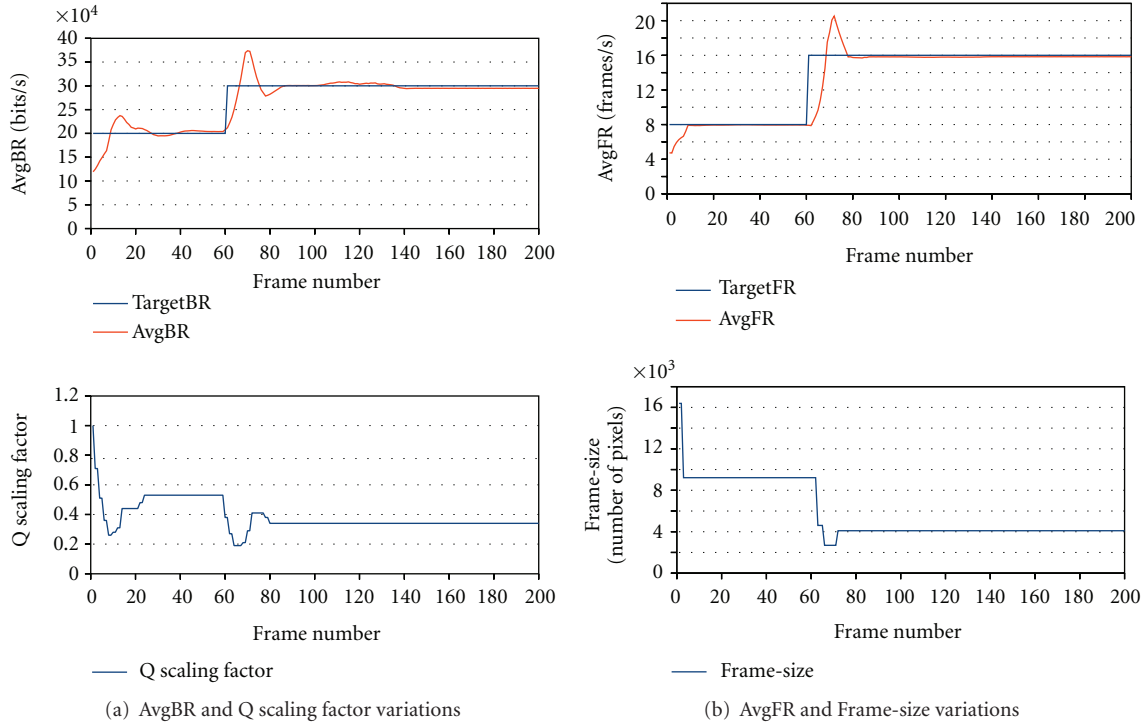 ×10⁴
40
35
30
25
20
15
10
5
0
AvgBR (bits/s)
0 20 40 60 80 100 120 140 160 180 200
Frame number
TargetBR
AvgBR
20
16
12
8
4
0
AvgFR (frames/s)
0 20 40 60 80 100 120 140 160 180 200
Frame number
TargetFR
AvgFR
1.2
1
0.8
0.6
0.4
0.2
0
Q scaling factor
0 20 40 60 80 100 120 140 160 180 200
Frame number
Q scaling factor
(a) AvgBR and Q scaling factor variations
×10³
16
12
8
4
0
Frame-size
(number of pixels)
0 20 40 60 80 100 120 140 160 180 200
Frame number
Frame-size
(b) AvgFR and Frame-size variations